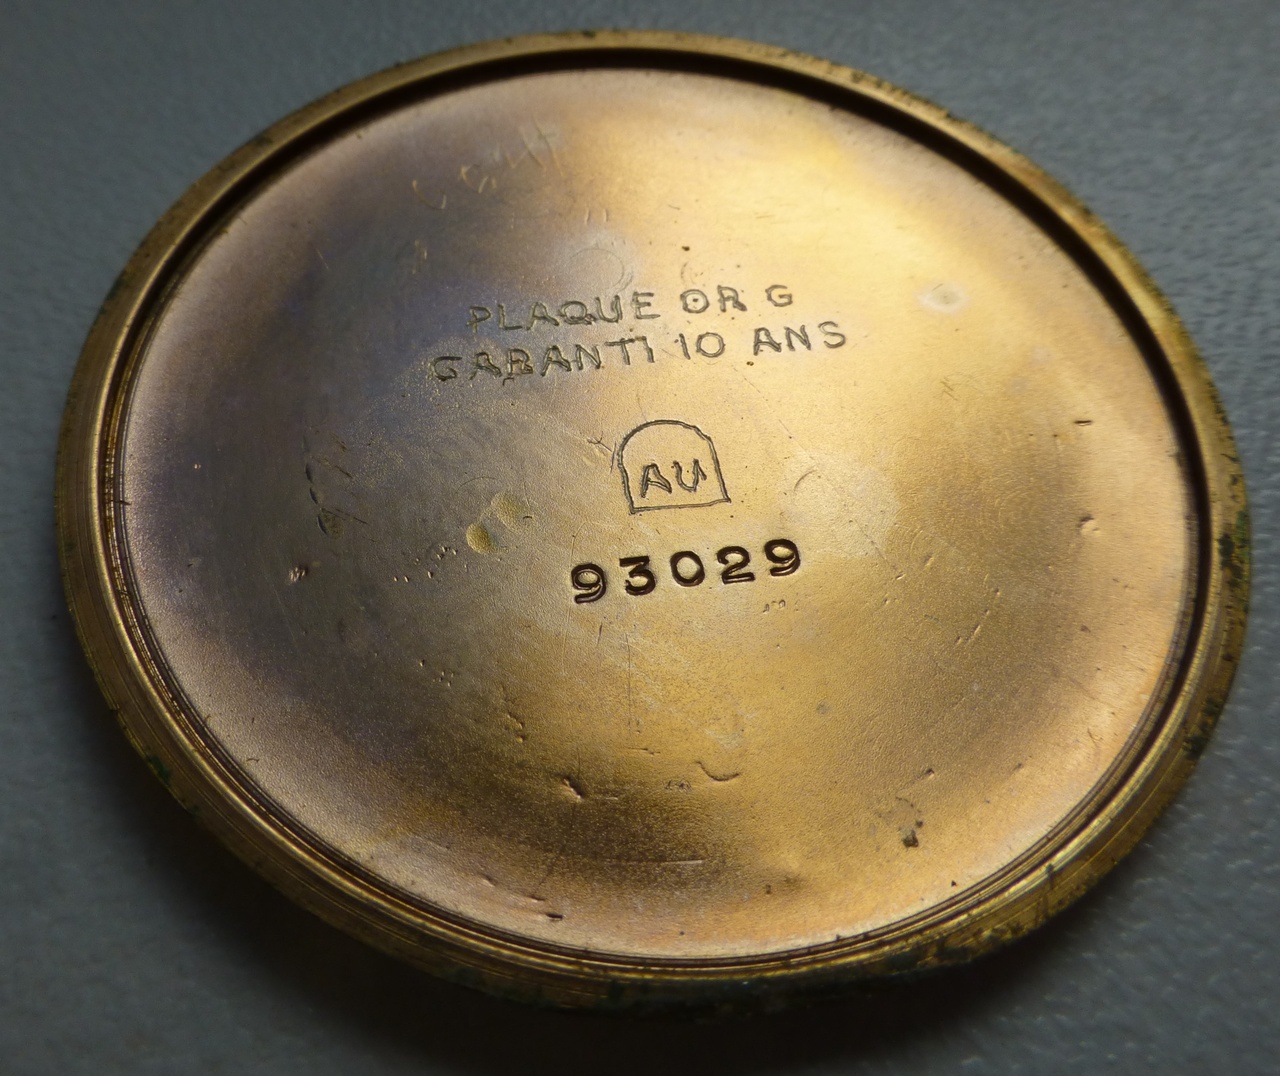 PLAQUE OR G
GARANTI 10 ANS
AU
93029